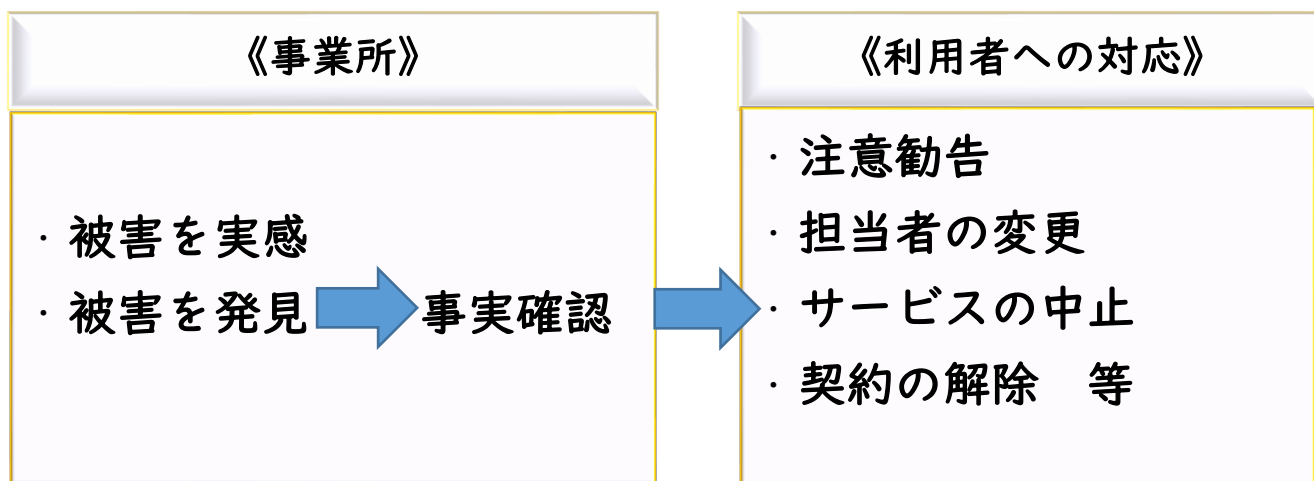 《事業所》
・被害を実感
・被害を発見
事実確認
《利用者への対応》
・注意勧告
・担当者の変更
・サービスの中止
・契約の解除　等